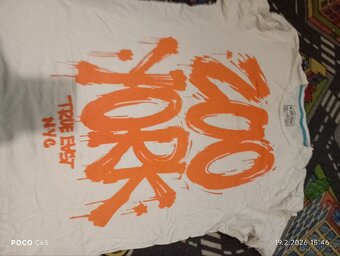 ZOO
YORK
TRUE EAST
NYC
POCO C65
19.2.2026 15:46